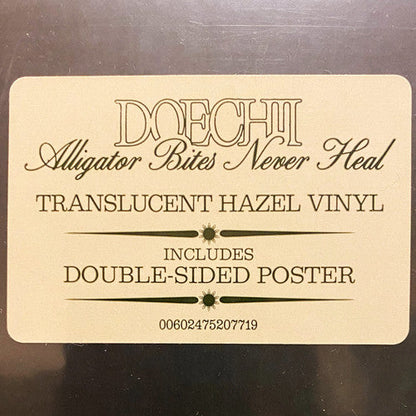 DOECHII
Alligator Bites Never Heal
TRANSLUCENT HAZEL VINYL
INCLUDES
DOUBLE-SIDED POSTER
00602475207719